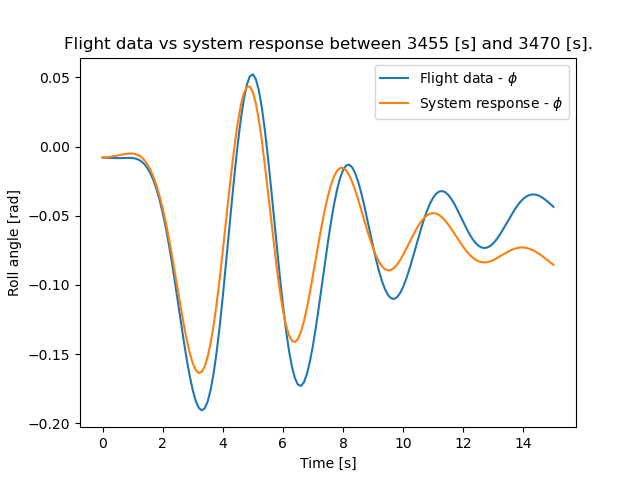 Flight data vs system response between 3455 [s] and 3470 [s].
Flight data - ϕ
System response - ϕ
0.05
0.00
−0.05
−0.10
−0.15
−0.20
Roll angle [rad]
0 2 4 6 8 10 12 14
Time [s]